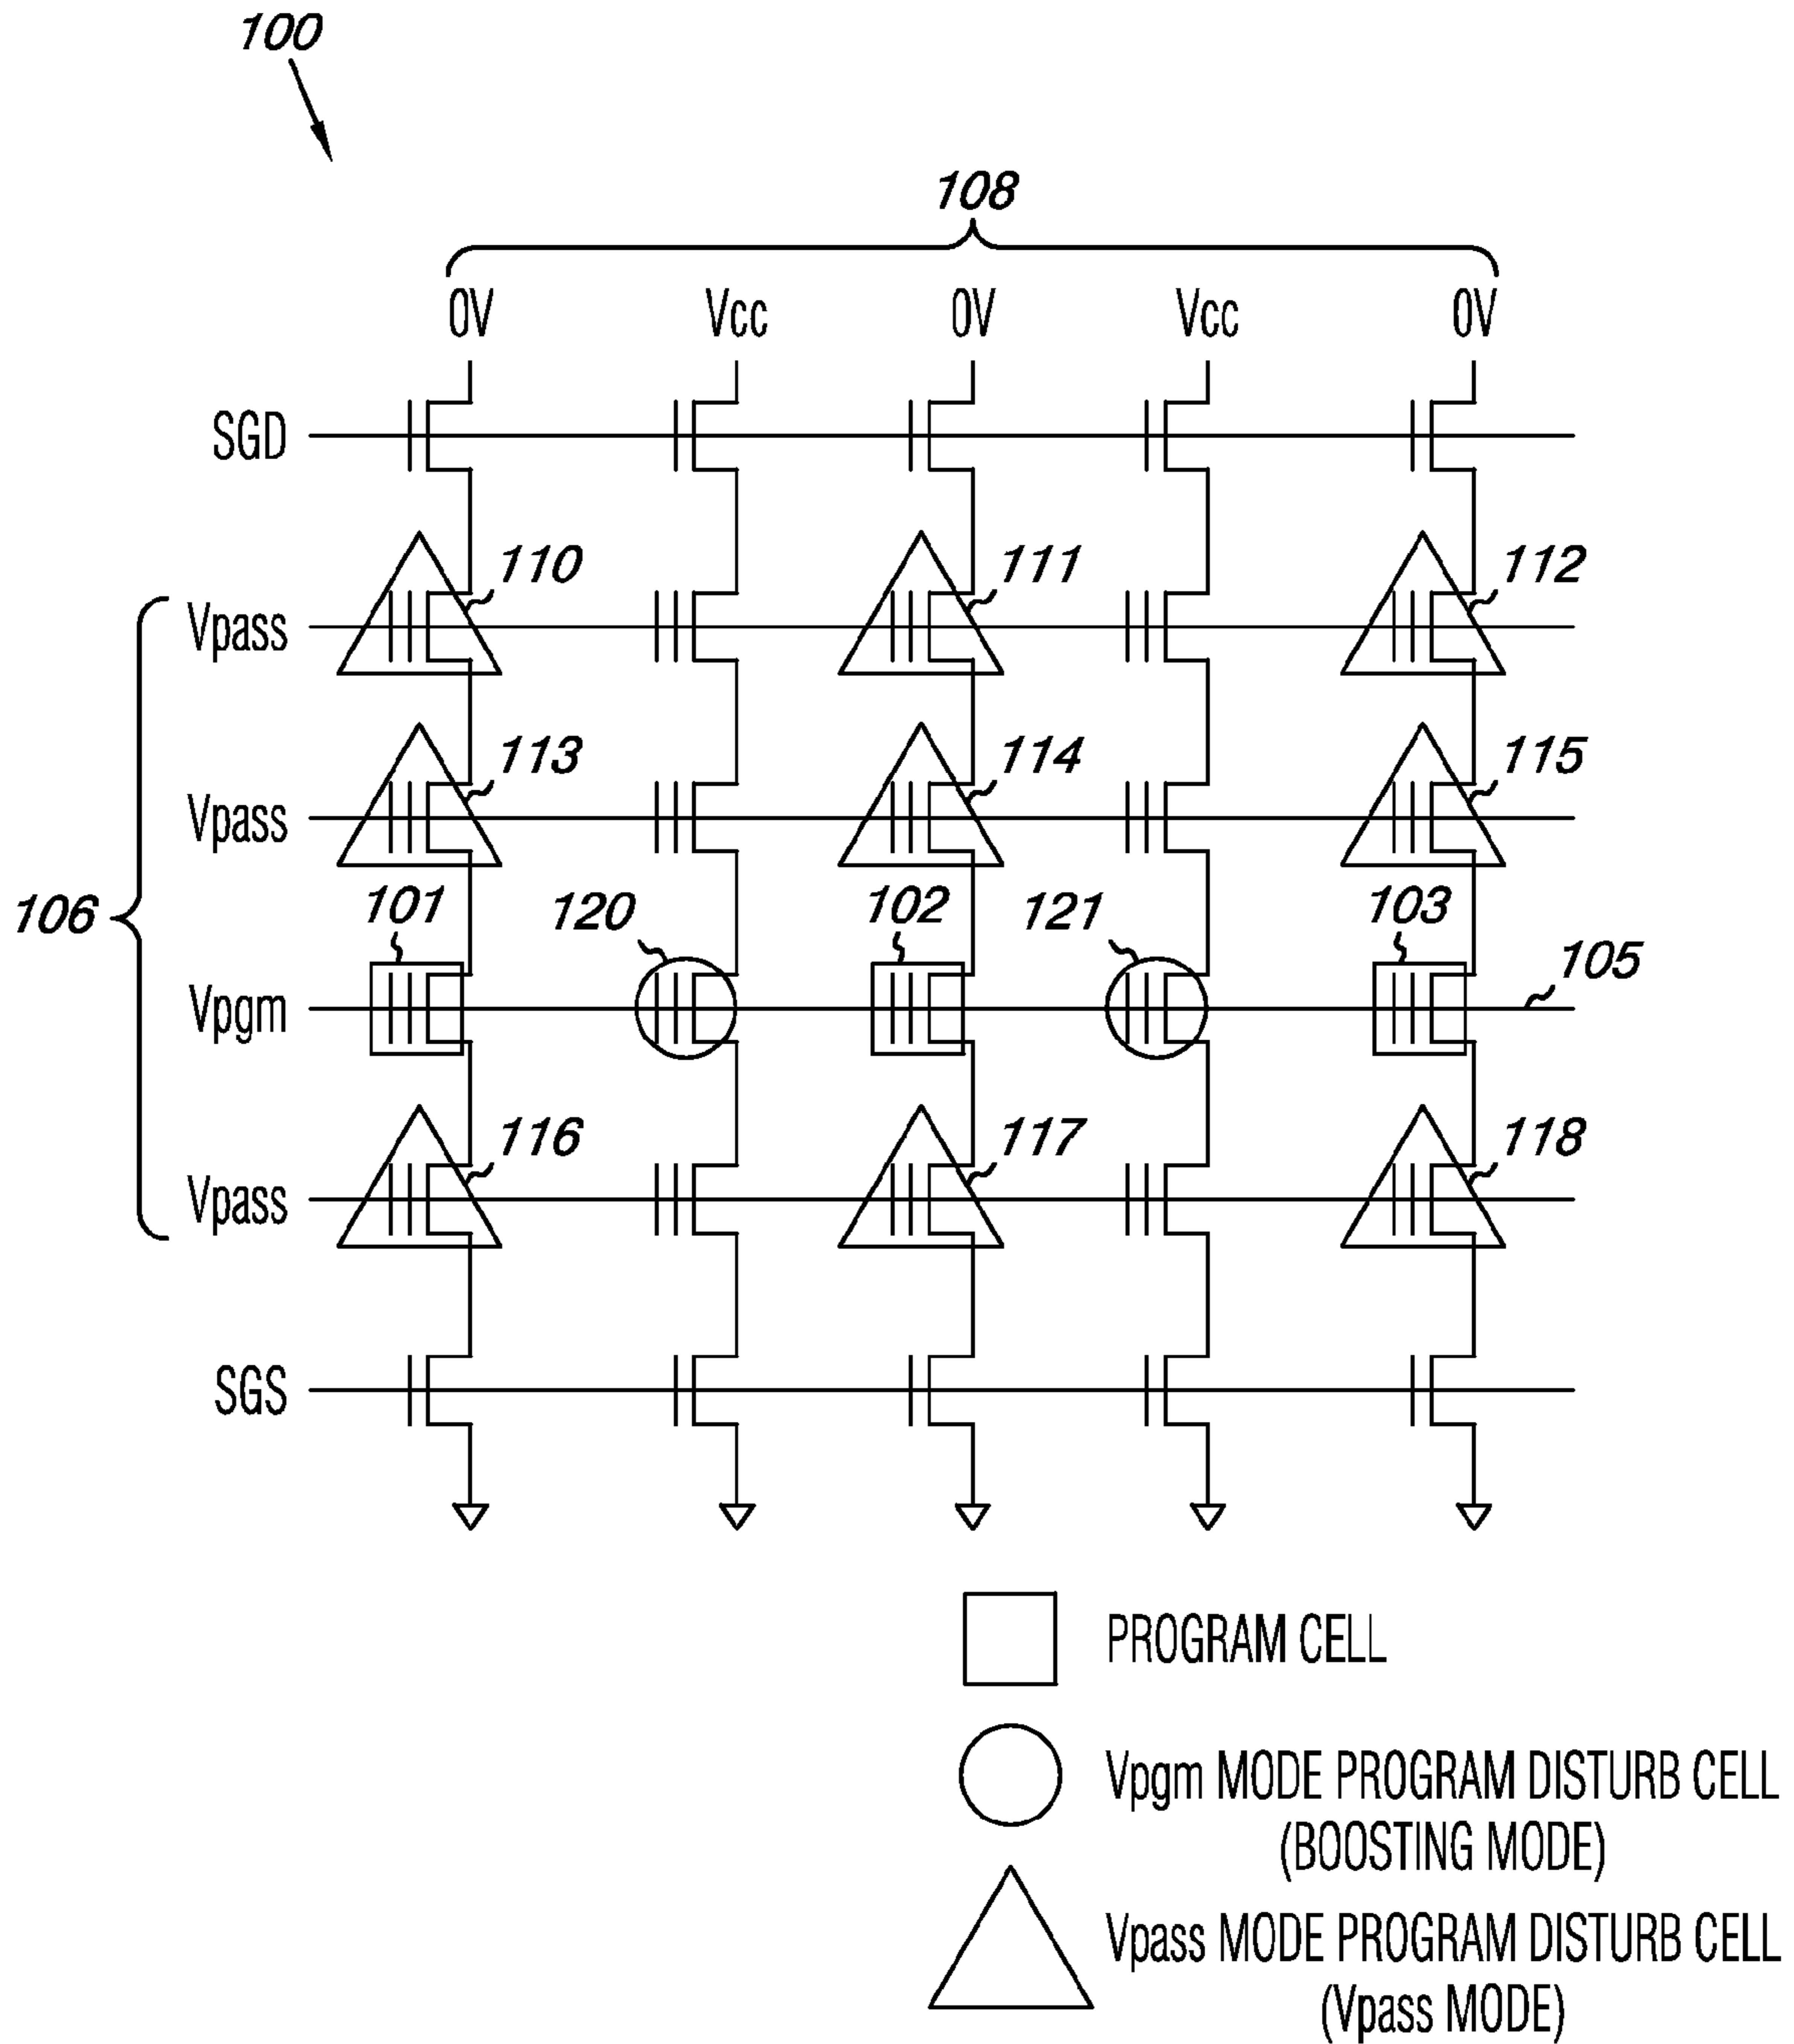 100
108
0V Vcc 0V Vcc 0V
SGD
110 111 112
Vpass
113 114 115
Vpass
106
101 120 102 121 103
105
Vpgm
116 117 118
Vpass
SGS
PROGRAM CELL
Vpgm MODE PROGRAM DISTURB CELL
(BOOSTING MODE)
Vpass MODE PROGRAM DISTURB CELL
(Vpass MODE)